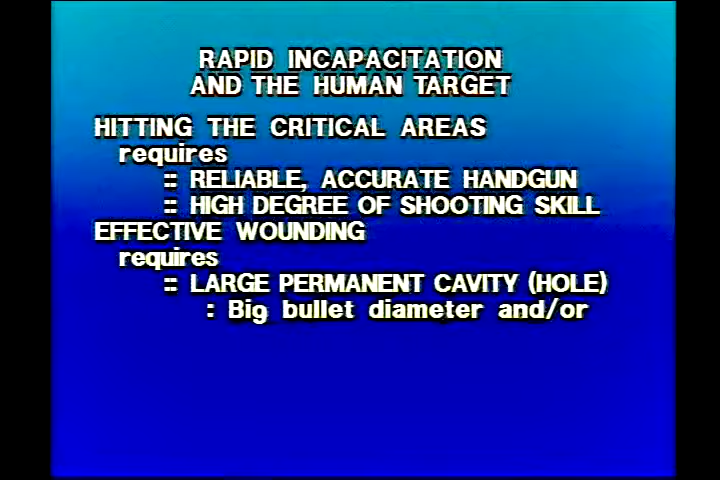 RAPID INCAPACITATION
AND THE HUMAN TARGET
HITTING THE CRITICAL AREAS
requires
:: RELIABLE, ACCURATE HANDGUN
:: HIGH DEGREE OF SHOOTING SKILL
EFFECTIVE WOUNDING
requires
:: LARGE PERMANENT CAVITY (HOLE)
: Big bullet diameter and/or